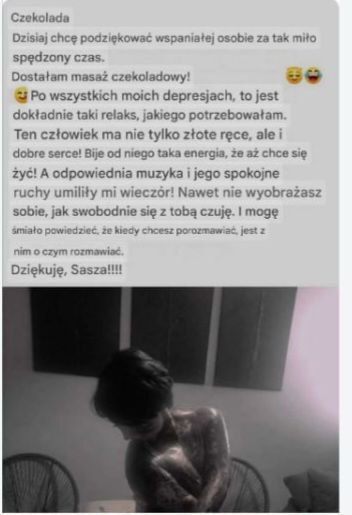 Czekolada
Dzisiaj chcę podziękować wspaniałej osobie za tak miło
spędzony czas.
Dostałam masaż czekoladowy! 😇😂
😅Po wszystkich moich depresjach, to jest
dokładnie taki relaks, jakiego potrzebowałam.
Ten człowiek ma nie tylko złote ręce, ale i
dobre serce! Bije od niego taka energia, że aż chce się
żyć! A odpowiednia muzyka i jego spokojne
ruchy umiliły mi wieczór! Nawet nie wyobrażasz
sobie, jak swobodnie się z tobą czuję. I mogę
śmiało powiedzieć, że kiedy chcesz porozmawiać, jest z
nim o czym rozmawiać.
Dziękuję, Sasza!!!!